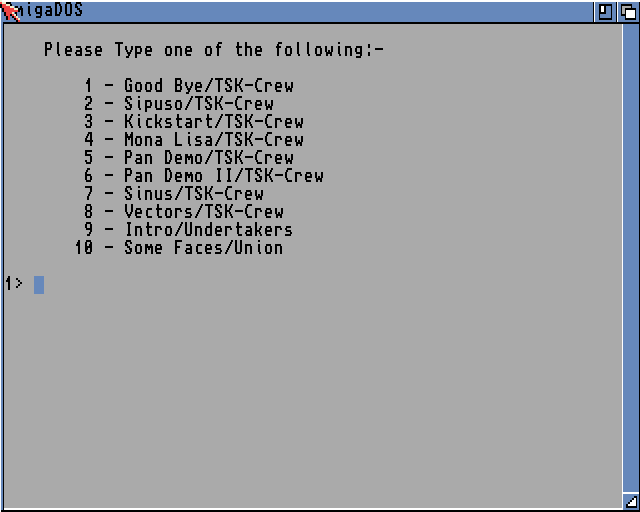 AmigaDOS
Please Type one of the following:-
1 - Good Bye/TSK-Crew
2 - Sipuso/TSK-Crew
3 - Kickstart/TSK-Crew
4 - Mona Lisa/TSK-Crew
5 - Pan Demo/TSK-Crew
6 - Pan Demo II/TSK-Crew
7 - Sinus/TSK-Crew
8 - Vectors/TSK-Crew
9 - Intro/Undertakers
10 - Some Faces/Union
1>